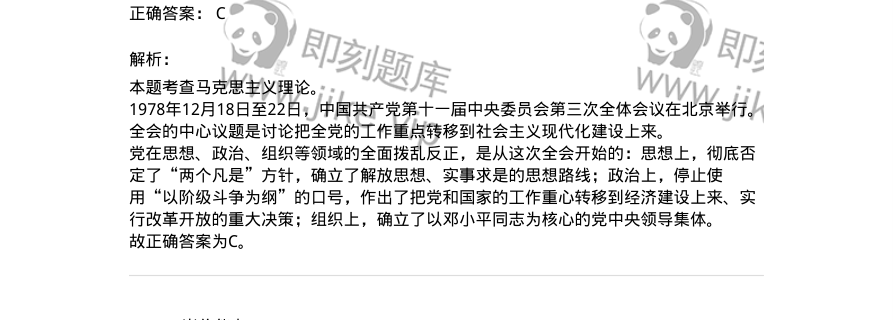 正确答案： C
解析：
本题考查马克思主义理论。
1978年12月18日至22日，中国共产党第十一届中央委员会第三次全体会议在北京举行。
全会的中心议题是讨论把全党的工作重点转移到社会主义现代化建设上来。
党在思想、政治、组织等领域的全面拨乱反正，是从这次全会开始的：思想上，彻底否
定了“两个凡是”方针，确立了解放思想、实事求是的思想路线；政治上，停止使
用“以阶级斗争为纲”的口号，作出了把党和国家的工作重心转移到经济建设上来、实
行改革开放的重大决策；组织上，确立了以邓小平同志为核心的党中央领导集体。
故正确答案为C。
即刻题库
www.jike.vip
即刻
www.jike